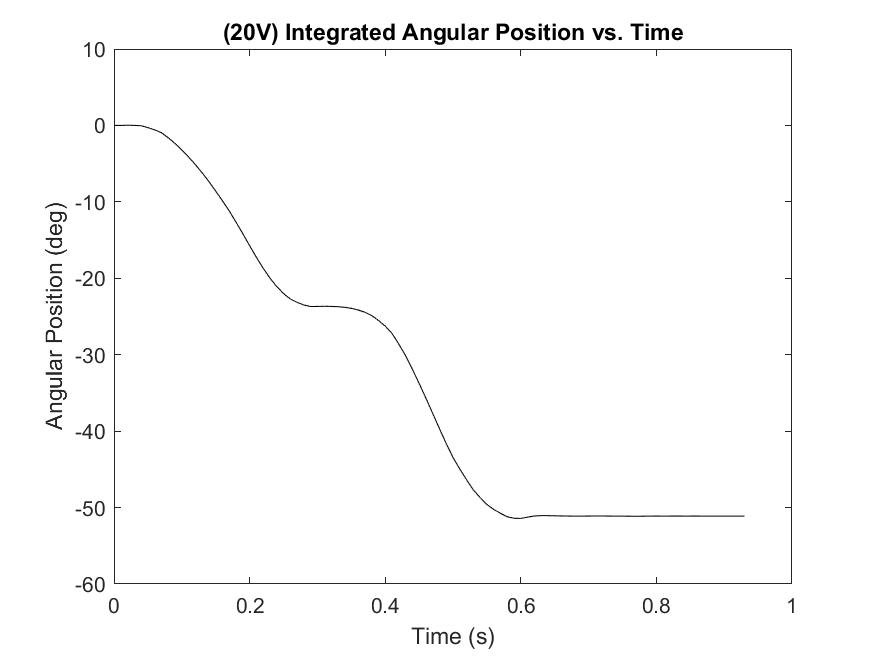 (20V) Integrated Angular Position vs. Time
10
0
-10
-20
-30
-40
-50
-60
Angular Position (deg)
0 0.2 0.4 0.6 0.8 1
Time (s)